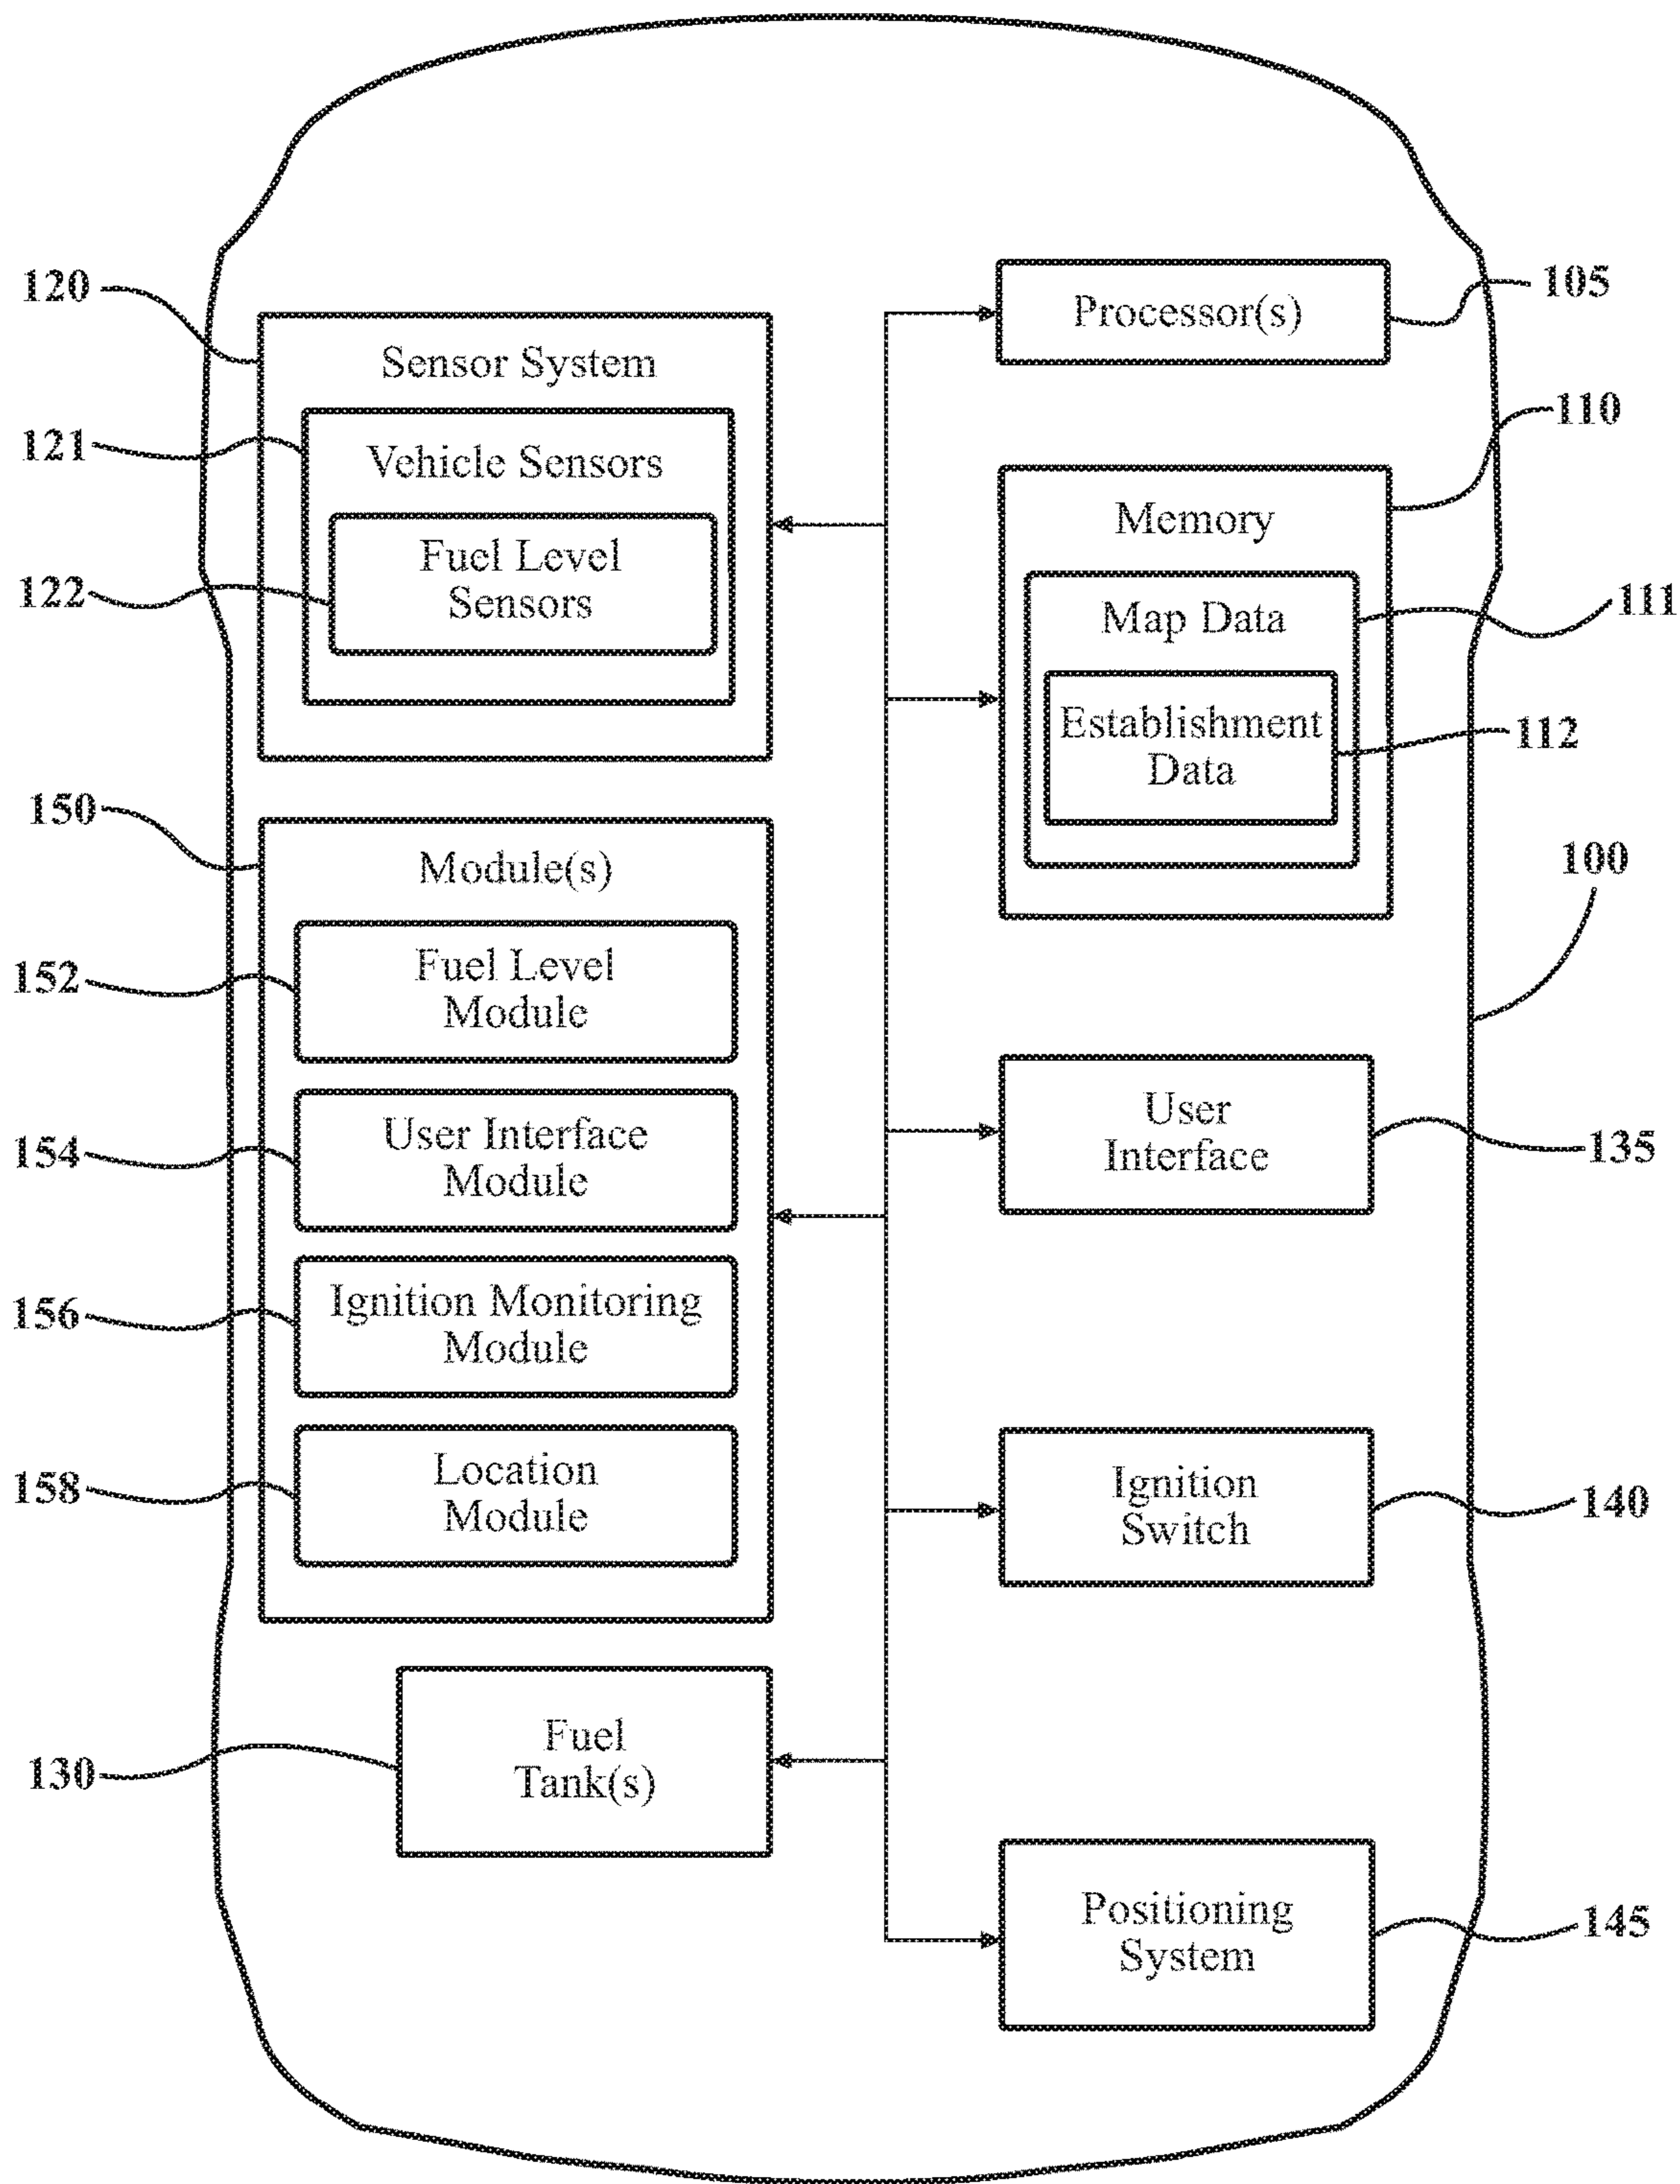 120
Sensor System
121
Vehicle Sensors
122
Fuel Level
Sensors
150
Module(s)
152
Fuel Level
Module
154
User Interface
Module
156
Ignition Monitoring
Module
158
Location
Module
130
Fuel
Tank(s)
Processor(s)
105
110
Memory
Map Data
111
Establishment
Data
112
100
User
Interface
135
Ignition
Switch
140
Positioning
System
145